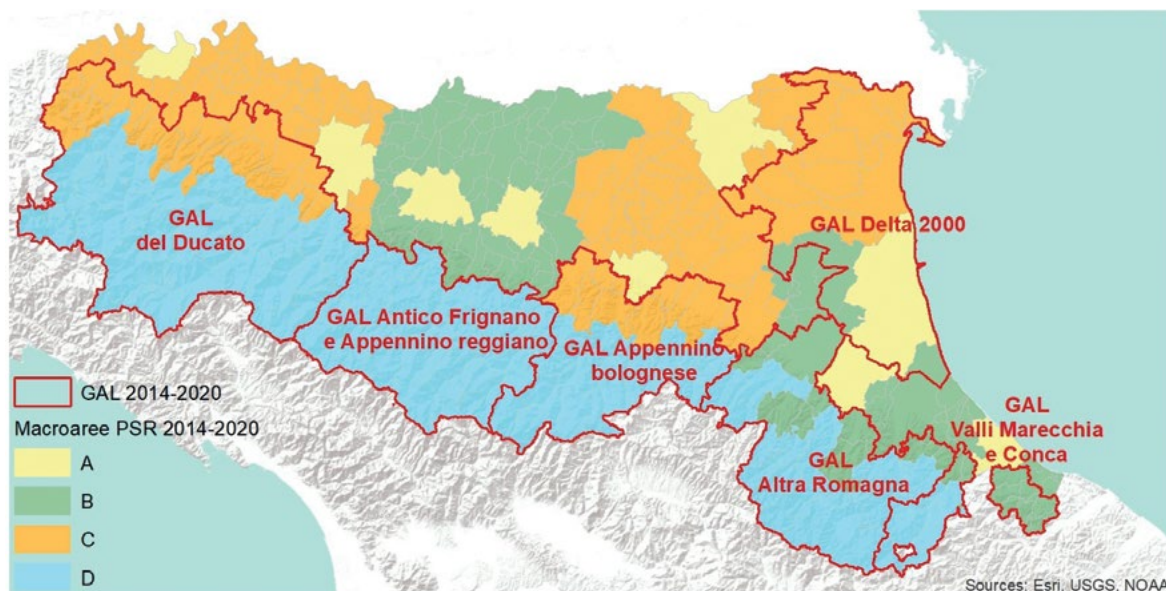 GAL
del Ducato
GAL Delta 2000
GAL Antico Frignano
e Appennino reggiano
GAL Appennino
bolognese
GAL
Valli Marecchia
e Conca
GAL
Altra Romagna
GAL 2014-2020
Macroaree PSR 2014-2020
A
B
C
D
Sources: Esri, USGS, NOAA